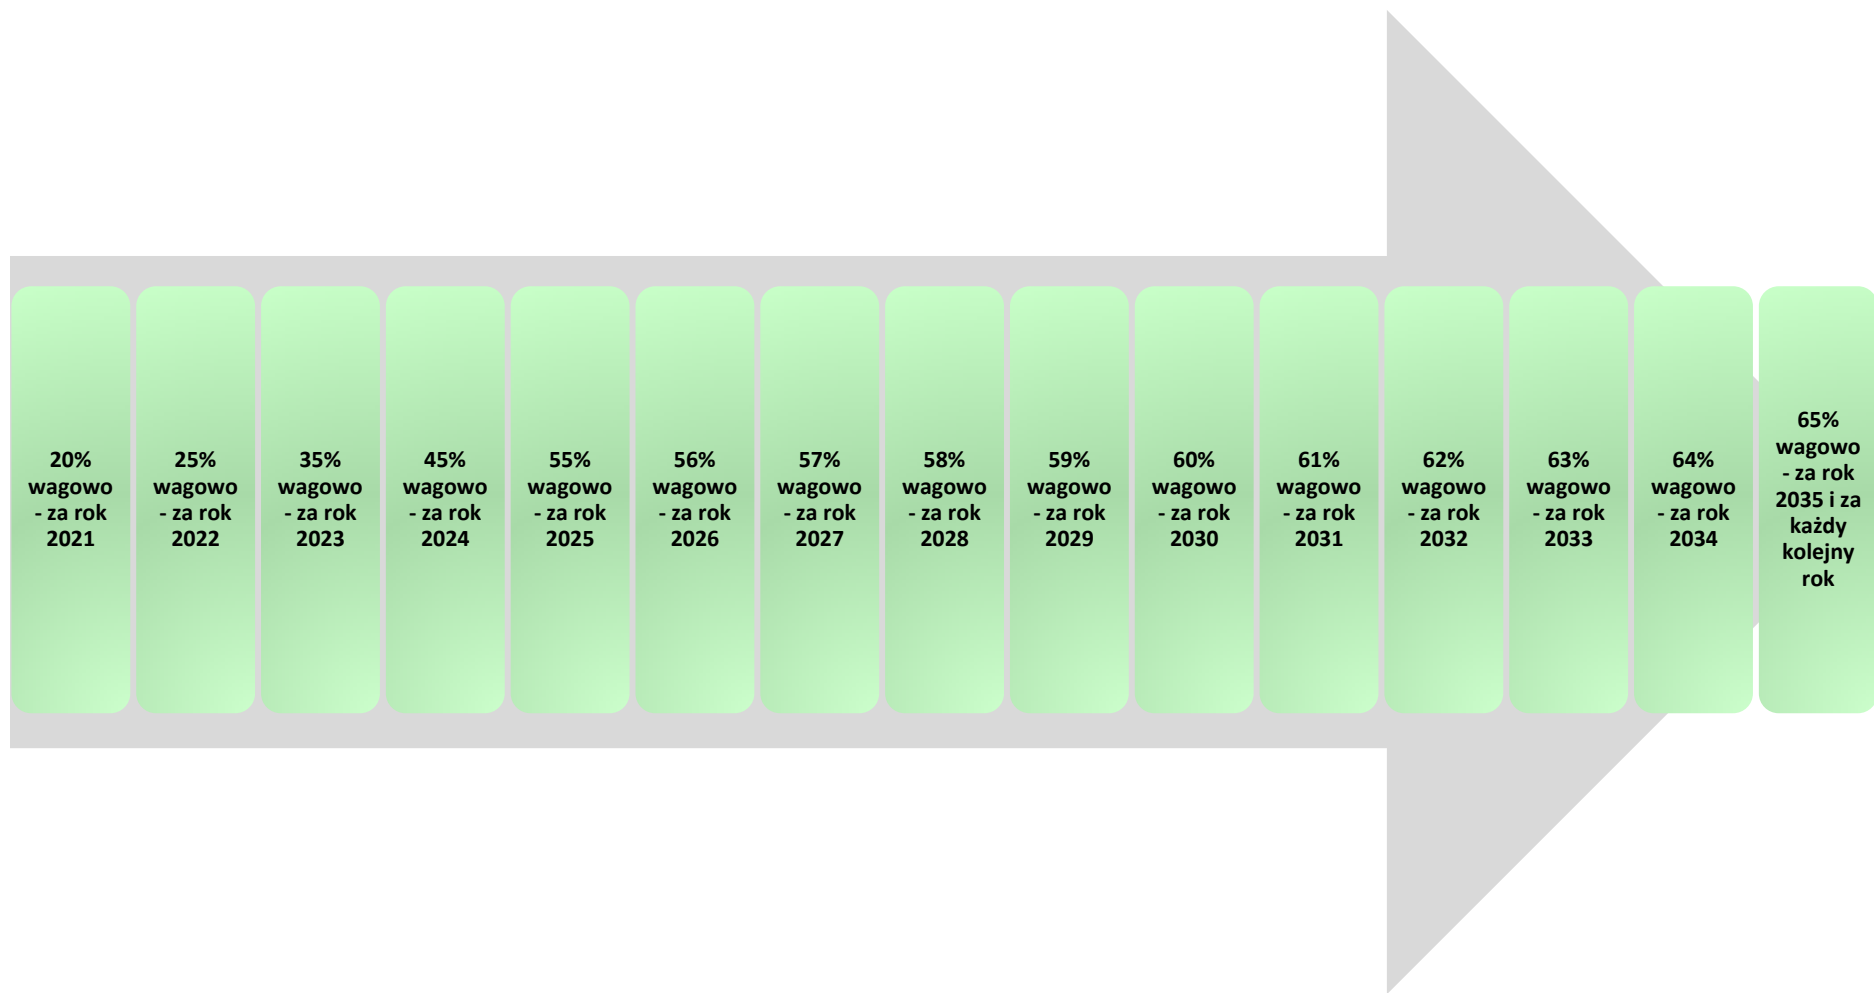 20%
wagowo
- za rok
2021
25%
wagowo
- za rok
2022
35%
wagowo
- za rok
2023
45%
wagowo
- za rok
2024
55%
wagowo
- za rok
2025
56%
wagowo
- za rok
2026
57%
wagowo
- za rok
2027
58%
wagowo
- za rok
2028
59%
wagowo
- za rok
2029
60%
wagowo
- za rok
2030
61%
wagowo
- za rok
2031
62%
wagowo
- za rok
2032
63%
wagowo
- za rok
2033
64%
wagowo
- za rok
2034
65%
wagowo
- za rok
2035 i za
każdy
kolejny
rok